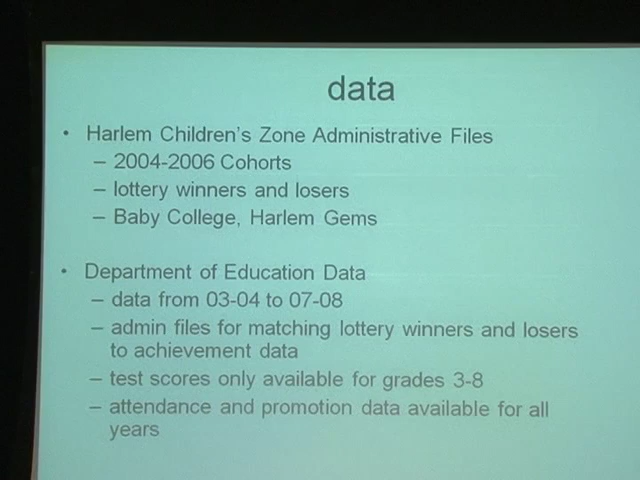 data
• Harlem Children's Zone Administrative Files
– 2004-2006 Cohorts
– lottery winners and losers
– Baby College, Harlem Gems
• Department of Education Data
– data from 03-04 to 07-08
– admin files for matching lottery winners and losers
to achievement data
– test scores only available for grades 3-8
– attendance and promotion data available for all
years